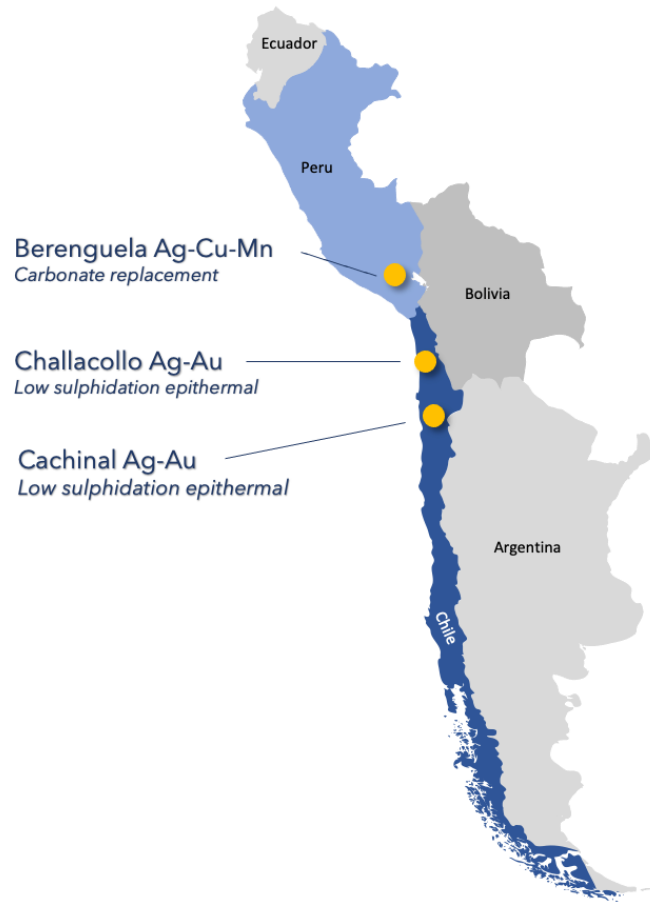 Ecuador
Peru
Berenguela Ag-Cu-Mn
Carbonate replacement
Bolivia
Challacollo Ag-Au
Low sulphidation epithermal
Cachinal Ag-Au
Low sulphidation epithermal
Argentina
Chile